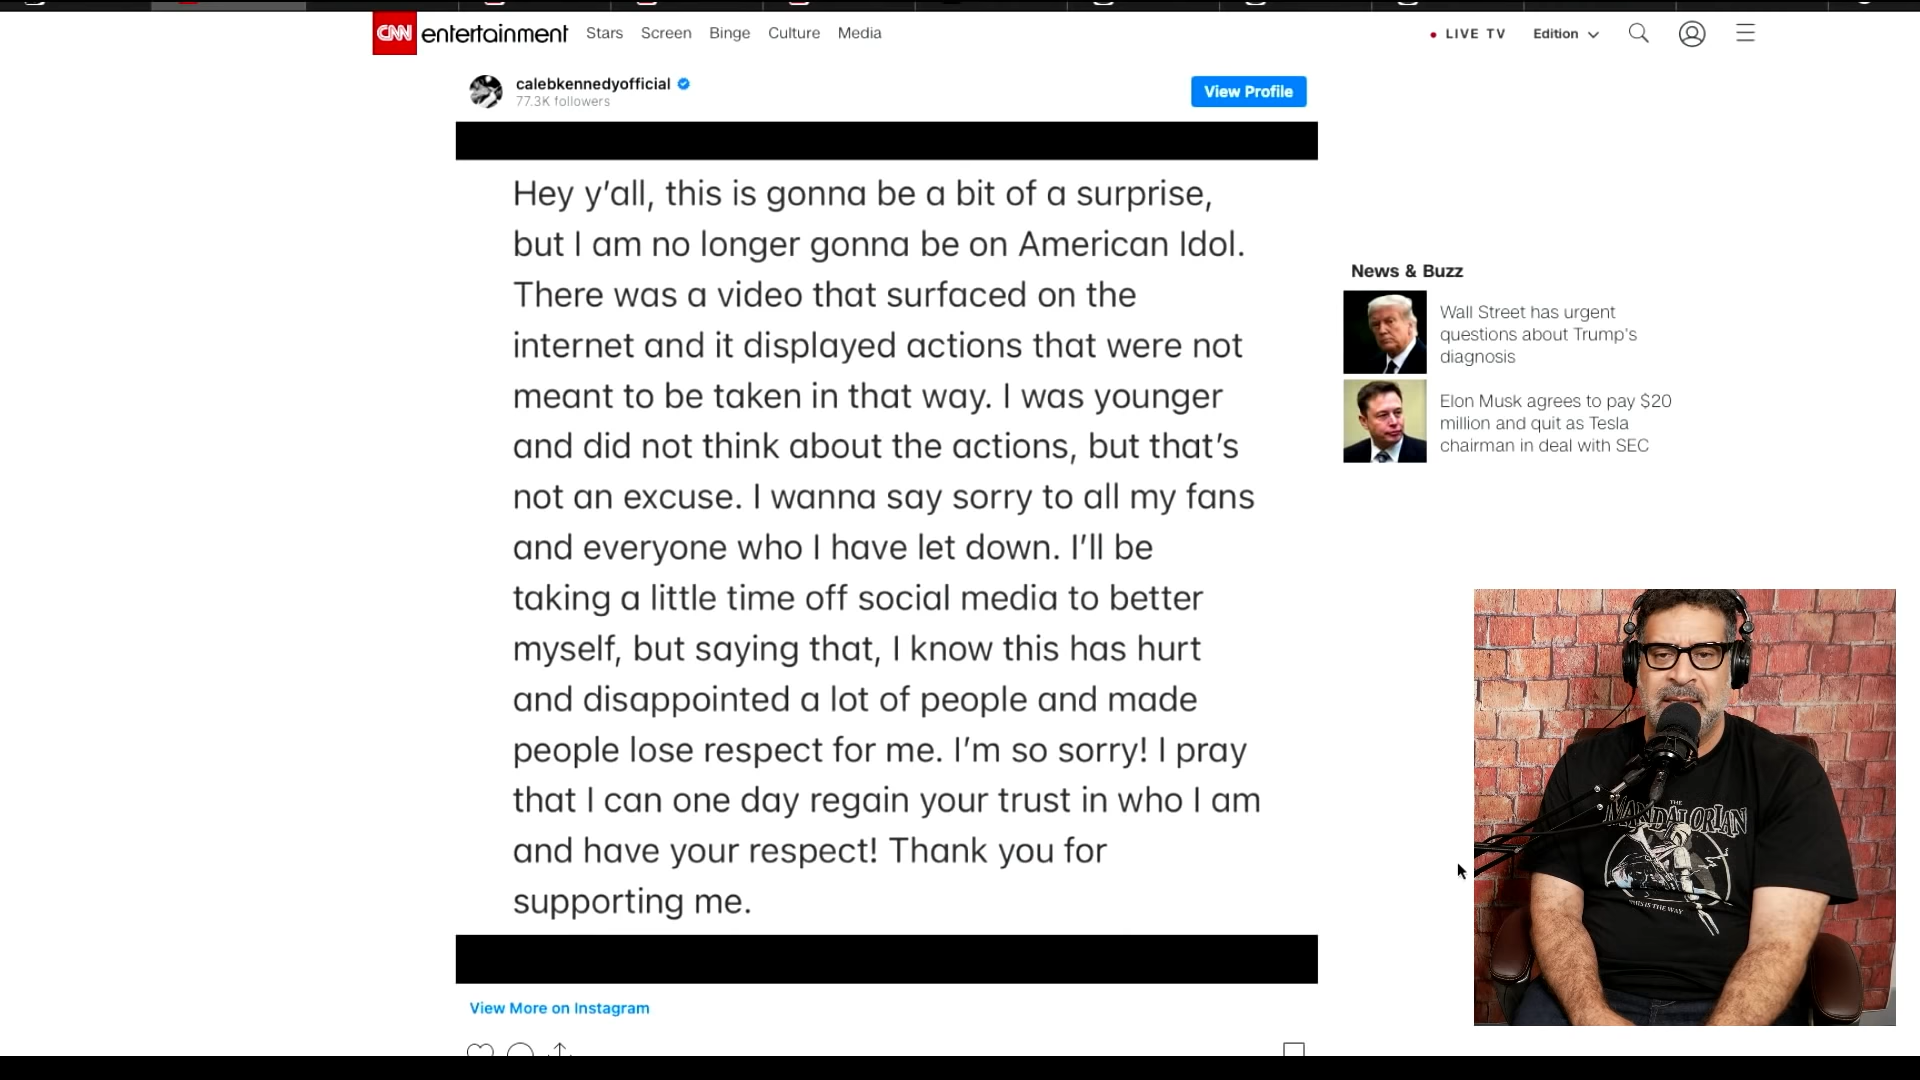 CNN entertainment Stars Screen Binge Culture Media LIVE TV Edition
calebkennedyofficial
77.3K followers
View Profile
Hey y'all, this is gonna be a bit of a surprise,
but I am no longer gonna be on American Idol.
There was a video that surfaced on the
internet and it displayed actions that were not
meant to be taken in that way. I was younger
and did not think about the actions, but that's
not an excuse. I wanna say sorry to all my fans
and everyone who I have let down. I'll be
taking a little time off social media to better
myself, but saying that, I know this has hurt
and disappointed a lot of people and made
people lose respect for me. I'm so sorry! I pray
that I can one day regain your trust in who I am
and have your respect! Thank you for
supporting me.
View More on Instagram
News & Buzz
Wall Street has urgent
questions about Trump's
diagnosis
Elon Musk agrees to pay $20
million and quit as Tesla
chairman in deal with SEC
THE
MANDALORIAN
THIS IS THE WAY